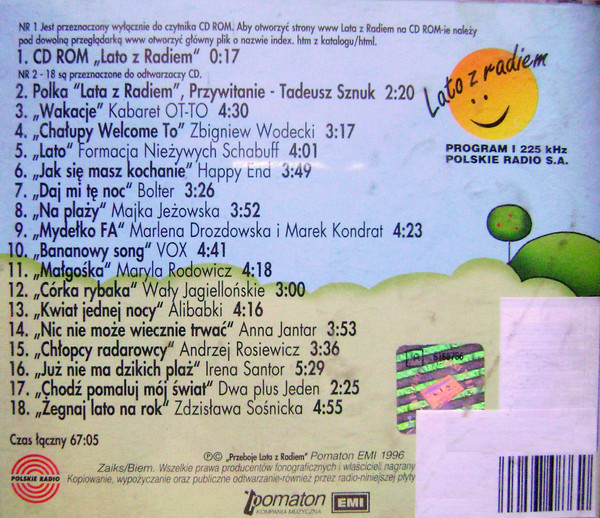 NR 1 Jest przeznaczony wyłącznie do czytnika CD ROM. Aby otworzyć strony www Lata z Radiem na CD ROM-ie należy
pod dowolną przeglądarką www otworzyć główny plik o nazwie index. htm z katalogu/html.
1. CD ROM „Lato z Radiem" 0:17
NR 2 - 18 są przeznaczone do odtwarzoczy CD.
2. Polka "Lata z Radiem", Przywitanie - Tadeusz Sznuk 2:20
3. „Wakacje" Kabaret OT-TO 4:30
4. „Chałupy Welcome To" Zbigniew Wodecki 3:17
5. „Lato" Formacja Nieżywych Schabuff 4:01
6. „Jak się masz kochanie" Happy End 3:49
7. „Daj mi tę noc" Bolter 3:26
8. „Na plaży" Majka Jeżowska 3:52
9. „Mydełko FA" Marlena Drozdowska i Marek Kondrat 4:23
10. „Bananowy song" VOX 4:41
11. „Małgośka" Maryla Rodowicz 4:18
12. „Córka rybaka" Wały Jagiellońskie 3:00
13. „Kwiat jednej nocy" Alibabki 4:16
14. „Nic nie może wiecznie trwać" Anna Jantar 3:53
15. „Chłopcy radarowcy" Andrzej Rosiewicz 3:36
16. „Już nie ma dzikich plaż" Irena Santor 5:29
17. „Chodź pomaluj mój świat" Dwa plus Jeden 2:25
18. „Żegnaj lato na rok" Zdzisława Sośnicka 4:55
Czas łączny 67:05
Lato z radiem
PROGRAM I 225 kHz
POLSKIE RADIO S.A.
℗© „Przeboje Lata z Radiem" Pomaton EMI 1996
Zaiks/Biem. Wszelkie prawa producentów fonograficznych i właścicieli nagrany
Kopiowanie, wypożyczanie oraz publiczne odtwarzanie-również przez radio-niniejszej płyty
POLSKIE RADIO
pomaton
KOMPANIA MUZYCZNA
EMI